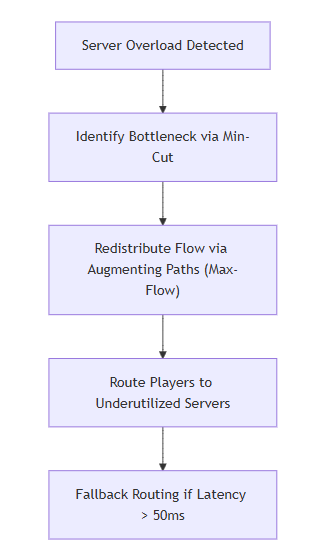 Server Overload Detected
Identify Bottleneck via Min-
Cut
Redistribute Flow via
Augmenting Paths (Max-
Flow)
Route Players to
Underutilized Servers
Fallback Routing if Latency
> 50ms